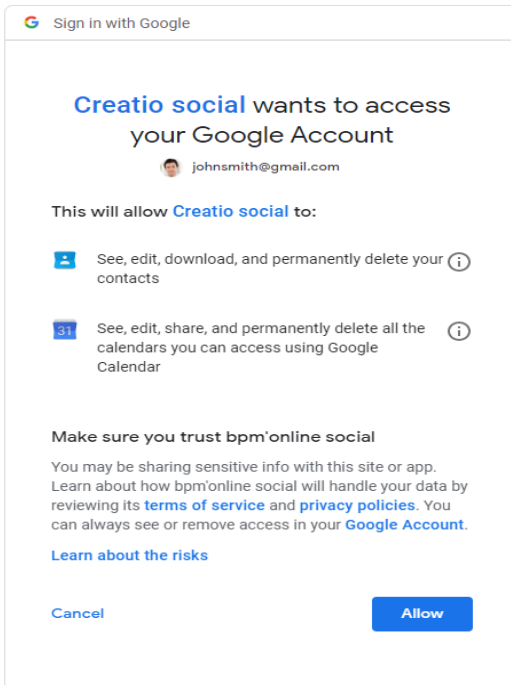 Sign in with Google
Creatio social wants to access
your Google Account
johnsmith@gmail.com
This will allow Creatio social to:
See, edit, download, and permanently delete your
contacts
31
See, edit, share, and permanently delete all the
calendars you can access using Google
Calendar
Make sure you trust bpm'online social
You may be sharing sensitive info with this site or app.
Learn about how bpm'online social will handle your data by
reviewing its terms of service and privacy policies. You
can always see or remove access in your Google Account.
Learn about the risks
Cancel
Allow